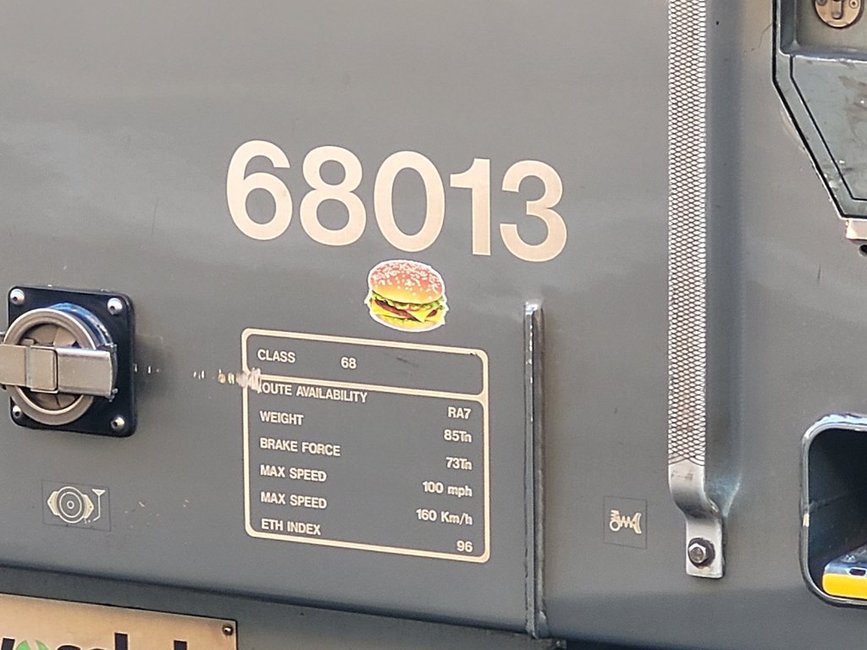 68013
CLASS 68
OUTE AVAILABILITY RA7
WEIGHT 85Tn
BRAKE FORCE 73Tn
MAX SPEED 100 mph
MAX SPEED 160 Km/h
ETH INDEX 96